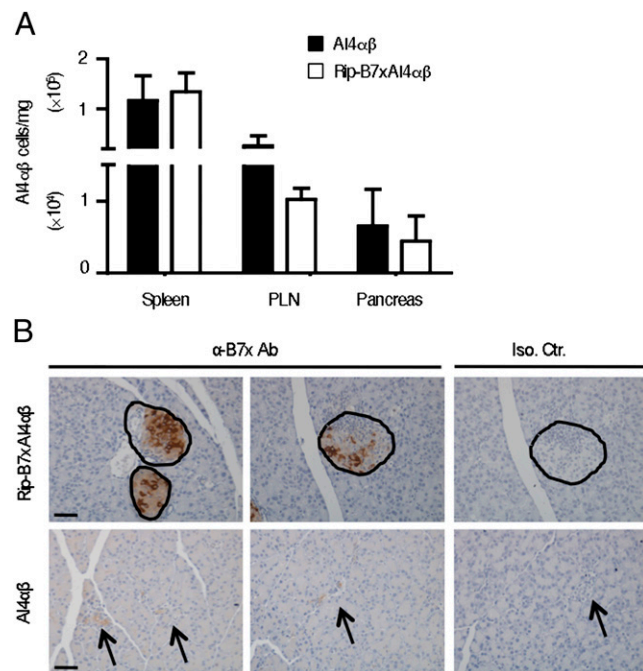 A
AI4αβ
Rip-B7xAI4αβ
AI4αβ cells/mg
(×10⁵)
(×10⁴)
2
1
1
0
Spleen PLN Pancreas
B
α-B7x Ab Iso. Ctr.
Rip-B7xAI4αβ
AI4αβ